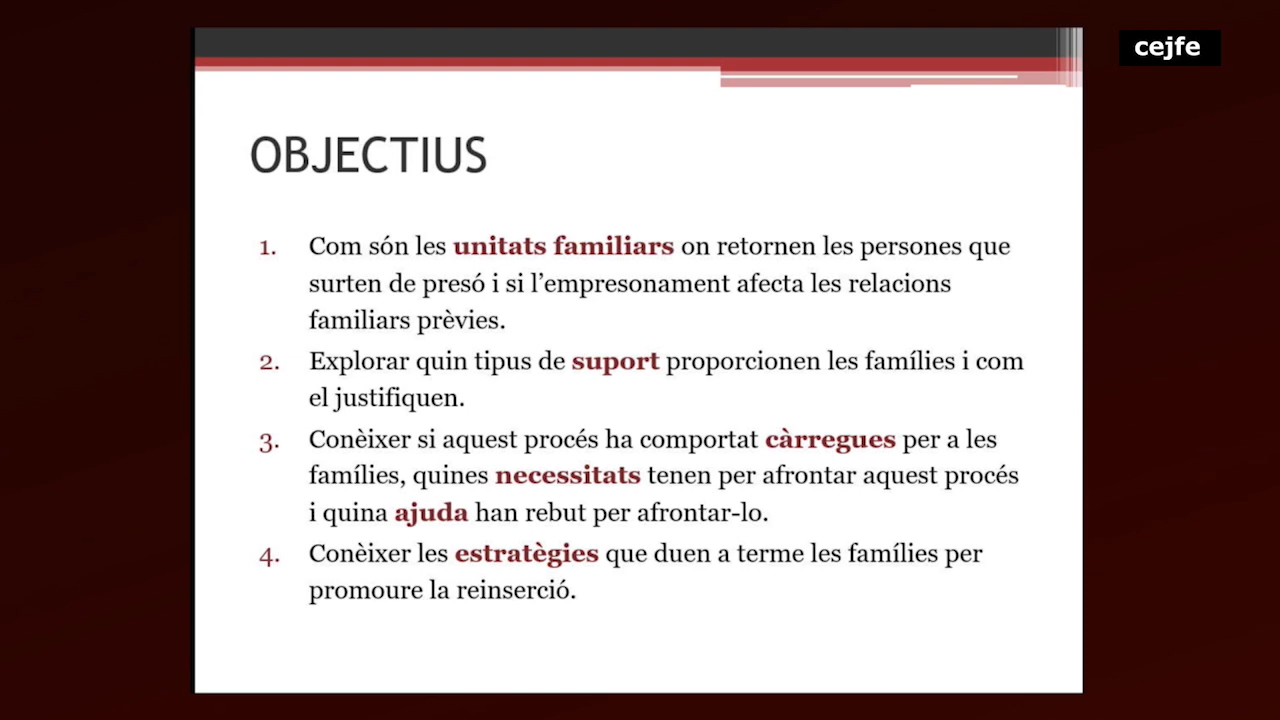 cejfe
OBJECTIUS
1. Com són les unitats familiars on retornen les persones que
surten de presó i si l’empresonament afecta les relacions
familiars prèvies.
2. Explorar quin tipus de suport proporcionen les famílies i com
el justifiquen.
3. Conèixer si aquest procés ha comportat càrregues per a les
famílies, quines necessitats tenen per afrontar aquest procés
i quina ajuda han rebut per afrontar-lo.
4. Conèixer les estratègies que duen a terme les famílies per
promoure la reinserció.